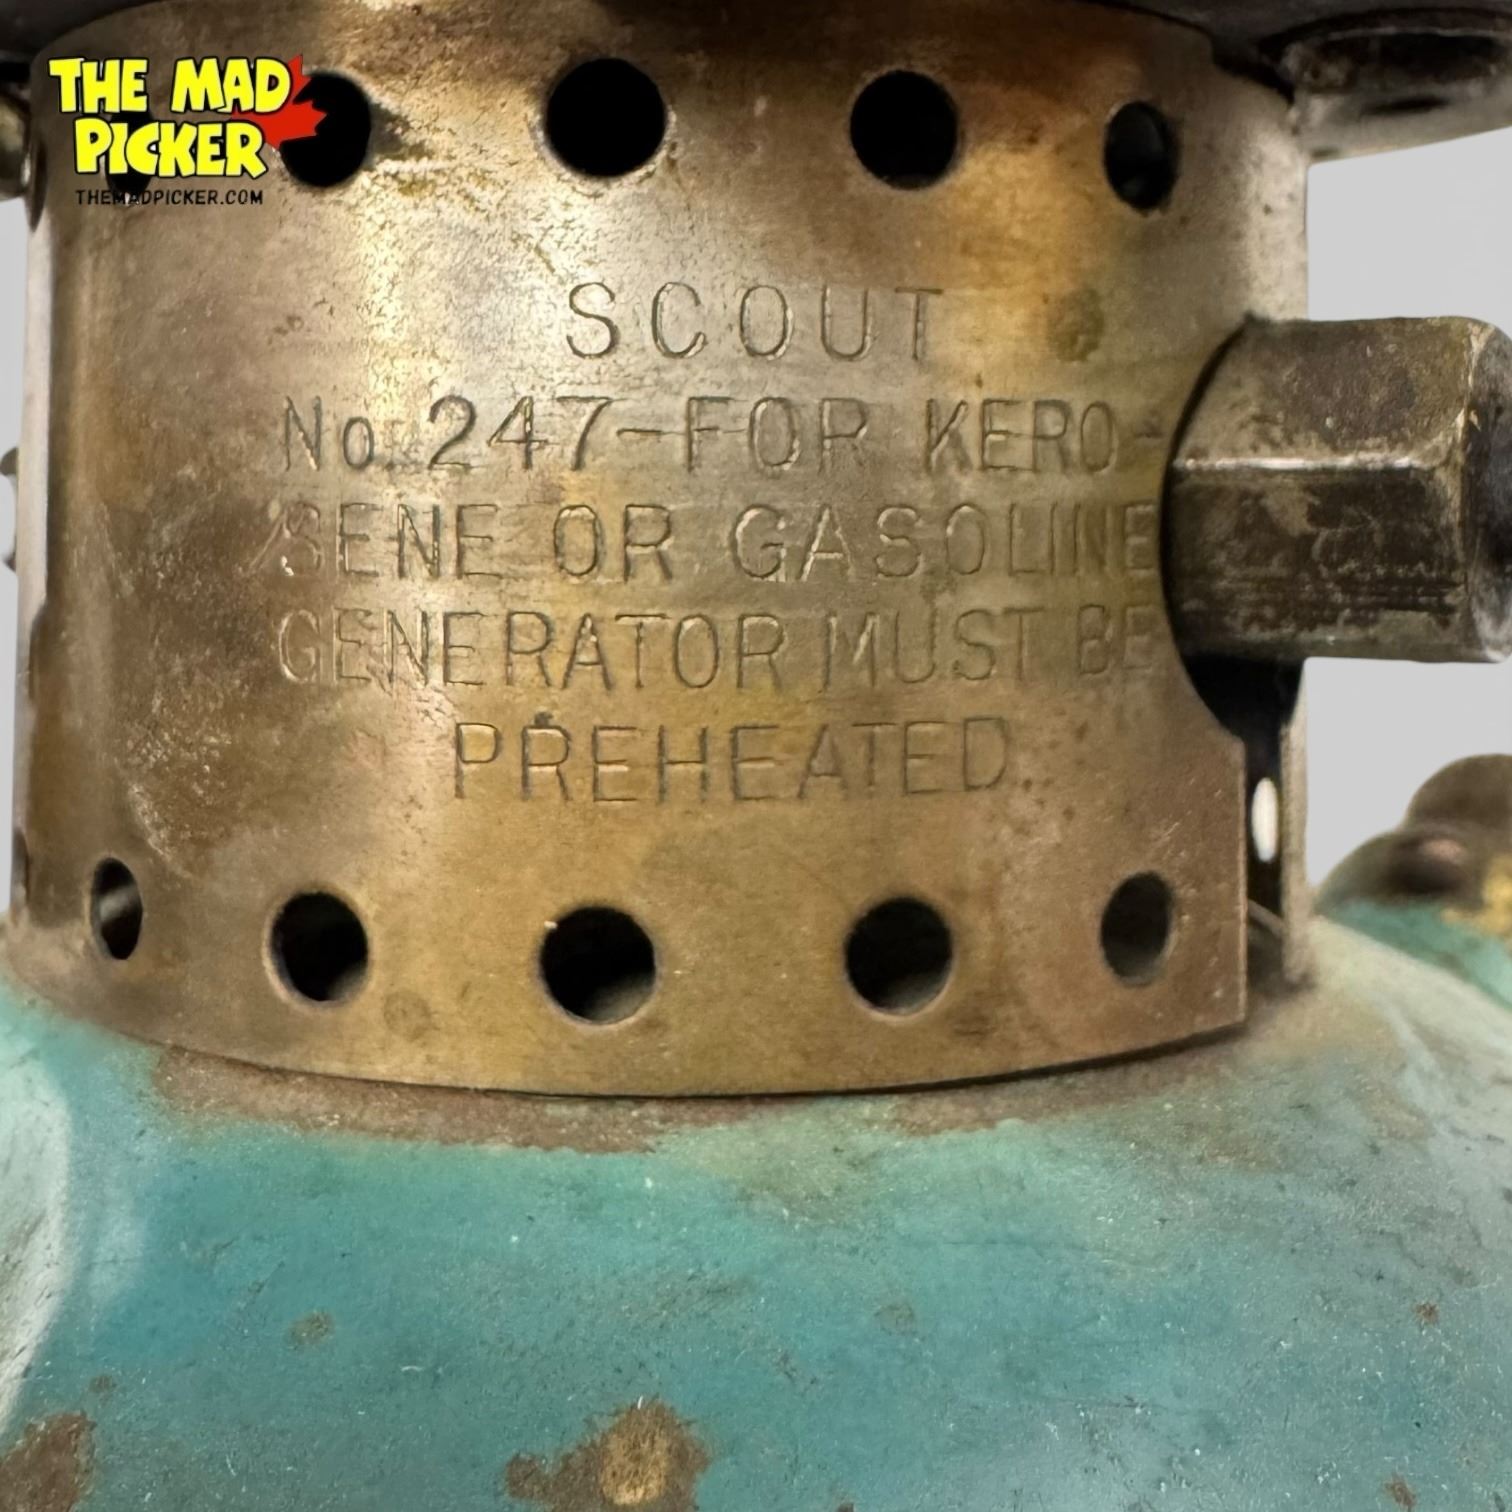 THE MAD
PICKER
THEMADPICKER.COM
SCOUT
No. 247-FOR KERO-
SENE OR GASOLINE
GENERATOR MUST BE
PREHEATED